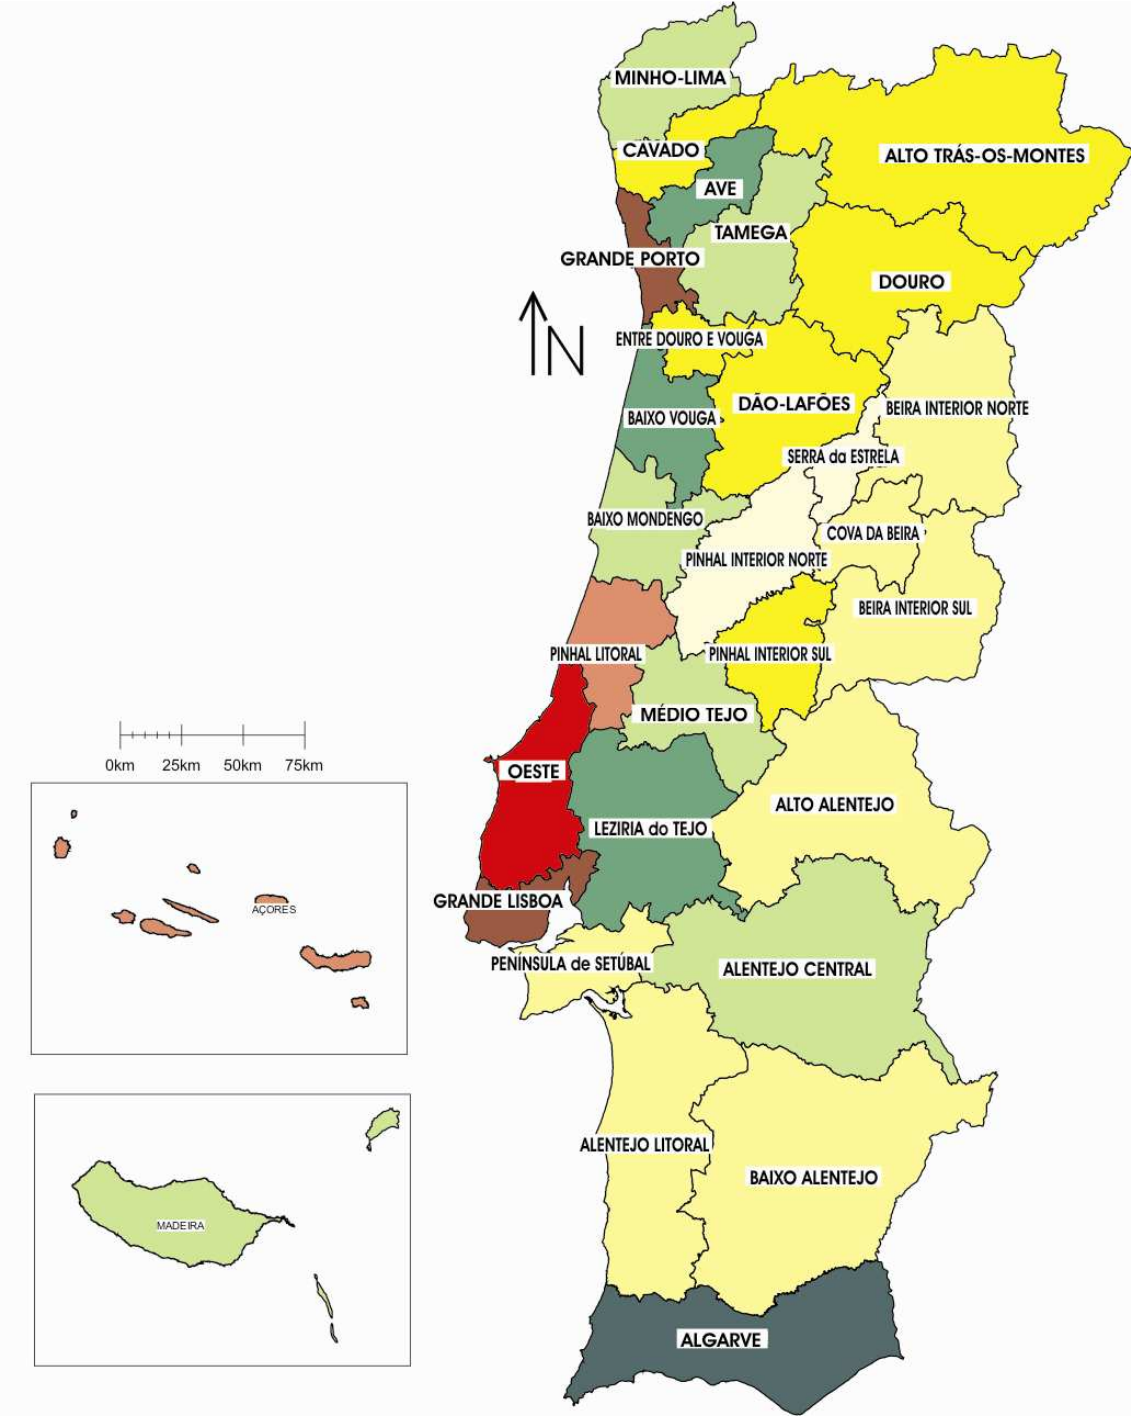 MINHO-LIMA
CAVADO
ALTO TRÁS-OS-MONTES
AVE
TAMEGA
GRANDE PORTO
DOURO
N
ENTRE DOURO E VOUGA
DÃO-LAFÕES
BEIRA INTERIOR NORTE
BAIXO VOUGA
SERRA da ESTRELA
BAIXO MONDENGO
COVA DA BEIRA
PINHAL INTERIOR NORTE
BEIRA INTERIOR SUL
PINHAL LITORAL
PINHAL INTERIOR SUL
MÉDIO TEJO
0km 25km 50km 75km
OESTE
ALTO ALENTEJO
LEZIRIA do TEJO
GRANDE LISBOA
AÇORES
PENÍNSULA de SETÚBAL
ALENTEJO CENTRAL
ALENTEJO LITORAL
BAIXO ALENTEJO
MADEIRA
ALGARVE